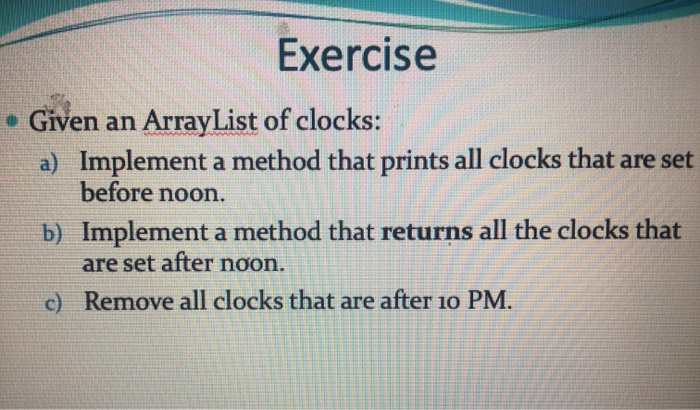 Exercise
• Given an ArrayList of clocks:
a) Implement a method that prints all clocks that are set
before noon.
b) Implement a method that returns all the clocks that
are set after noon.
c) Remove all clocks that are after 10 PM.